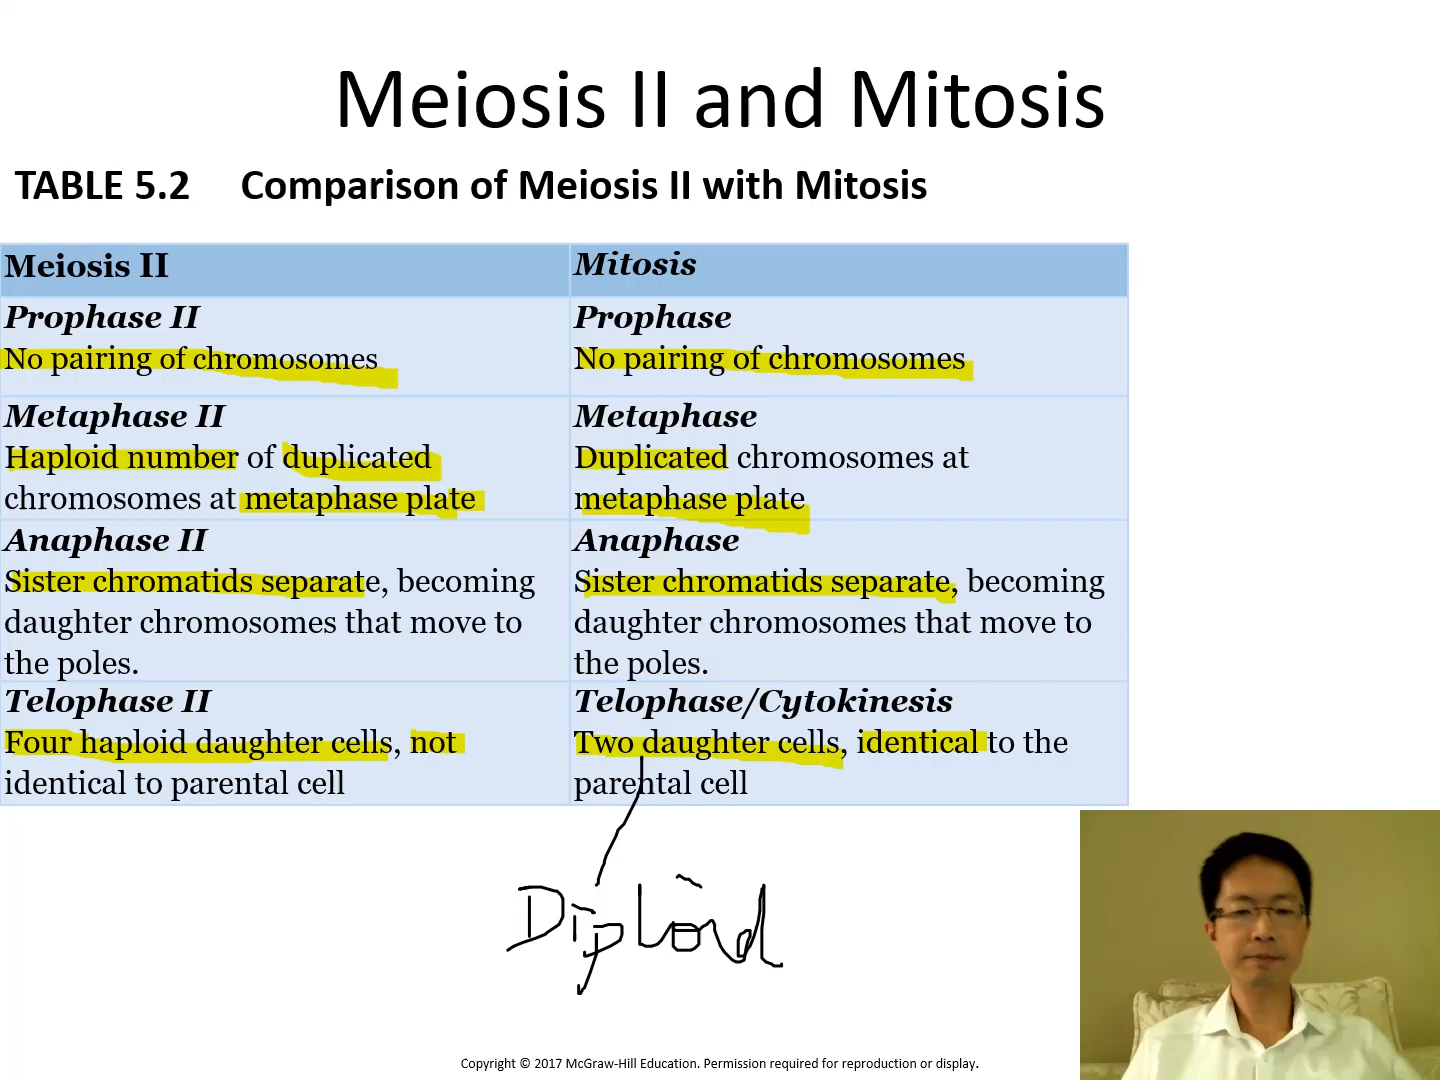 Meiosis II and Mitosis
TABLE 5.2 Comparison of Meiosis II with Mitosis
Meiosis II
Mitosis
Prophase II
No pairing of chromosomes
Prophase
No pairing of chromosomes
Metaphase II
Haploid number of duplicated
chromosomes at metaphase plate
Metaphase
Duplicated chromosomes at
metaphase plate
Anaphase II
Sister chromatids separate, becoming
daughter chromosomes that move to
the poles.
Anaphase
Sister chromatids separate, becoming
daughter chromosomes that move to
the poles.
Telophase II
Four haploid daughter cells, not
identical to parental cell
Telophase/Cytokinesis
Two daughter cells, identical to the
parental cell
Diploid
Copyright © 2017 McGraw-Hill Education. Permission required for reproduction or display.